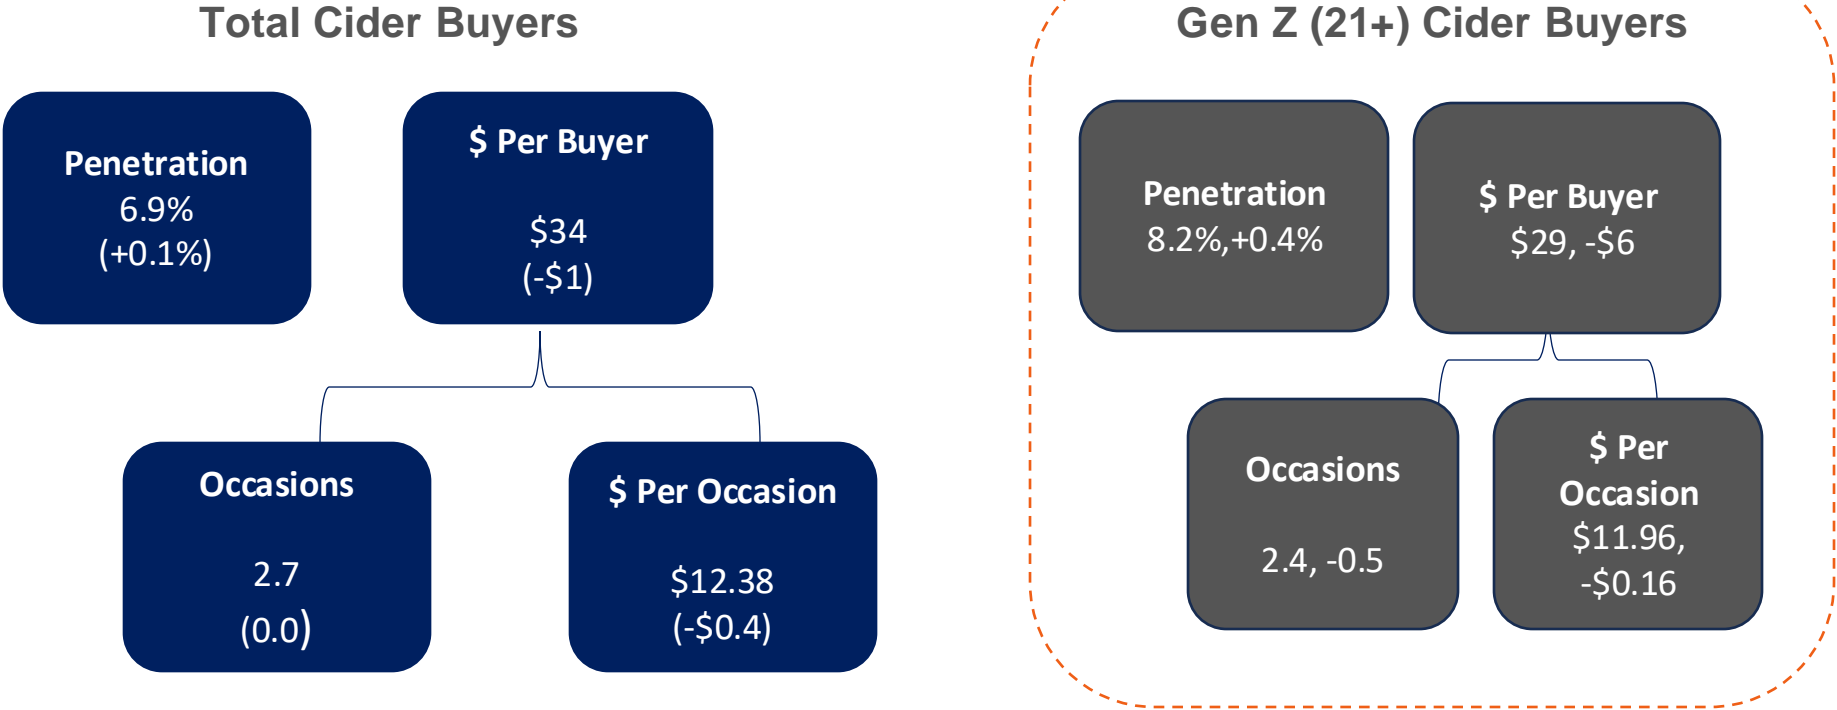 Total Cider Buyers
Penetration
6.9%
(+0.1%)
$ Per Buyer
$34
(-$1)
Occasions
2.7
(0.0)
$ Per Occasion
$12.38
(-$0.4)
Gen Z (21+) Cider Buyers
Penetration
8.2%,+0.4%
$ Per Buyer
$29, -$6
Occasions
2.4, -0.5
$ Per
Occasion
$11.96,
-$0.16